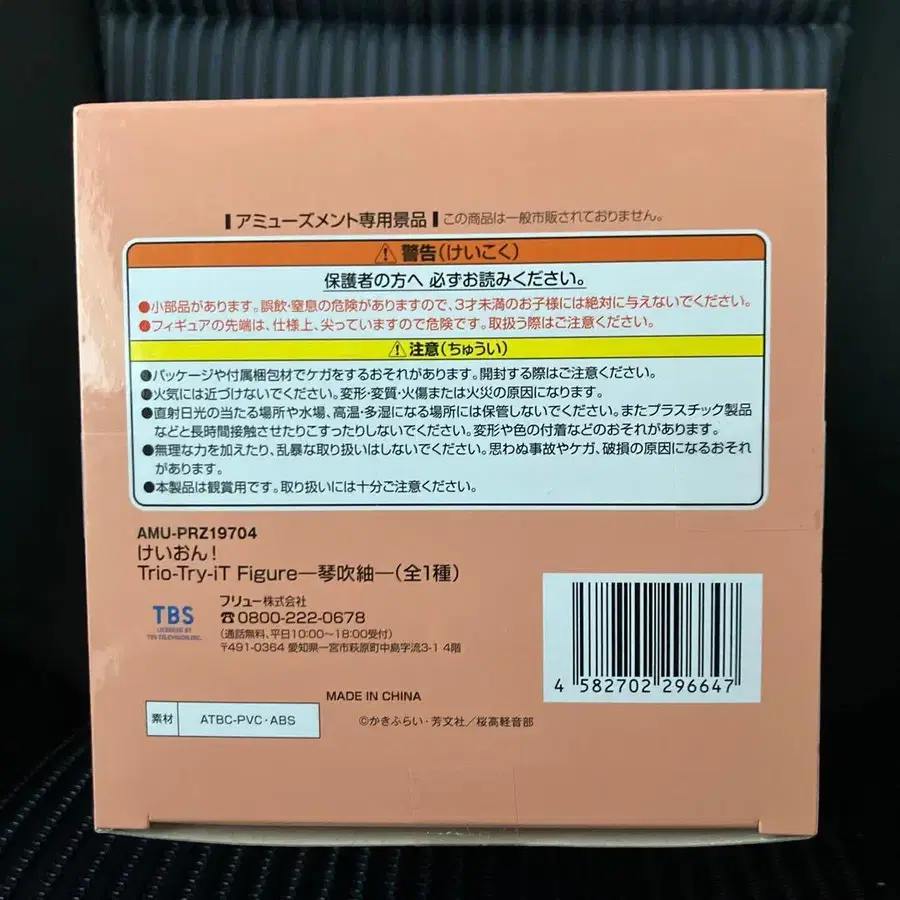 アミューズメント専用景品 この商品は一般市販されておりません。
警告(けいこく)
保護者の方へ 必ずお読みください。
●小部品があります。誤飲・窒息の危険がありますので、3才未満のお子様には絶対に与えないでください。
●フィギュアの先端は、仕様上、尖っていますので危険です。取扱う際はご注意ください。
注意(ちゅうい)
●パッケージや付属梱包材でケガをするおそれがあります。開封する際はご注意ください。
●火気には近づけないでください。変形・変質・火傷または火災の原因になります。
●直射日光の当たる場所や水場、高温・多湿になる場所には保管しないでください。またプラスチック製品
などと長時間接触させたりこすったりしないでください。変形や色の付着などのおそれがあります。
●無理な力を加えたり、乱暴な取り扱いはしないでください。思わぬ事故やケガ、破損の原因になるおそれ
があります。
●本製品は観賞用です。取り扱いには十分ご注意ください。
AMU-PRZ19704
けいおん!
Trio-Try-iT Figure―琴吹紬―(全1種)
TBS
LICENSED BY
TBS TELEVISION, INC.
フリュー株式会社
☎0800-222-0678
(通話無料、平日10:00~18:00受付)
〒491-0364 愛知県一宮市萩原町中島字流3-1 4階
4 582702 296647
MADE IN CHINA
素材 ATBC-PVC・ABS
©かきふらい・芳文社/桜高軽音部